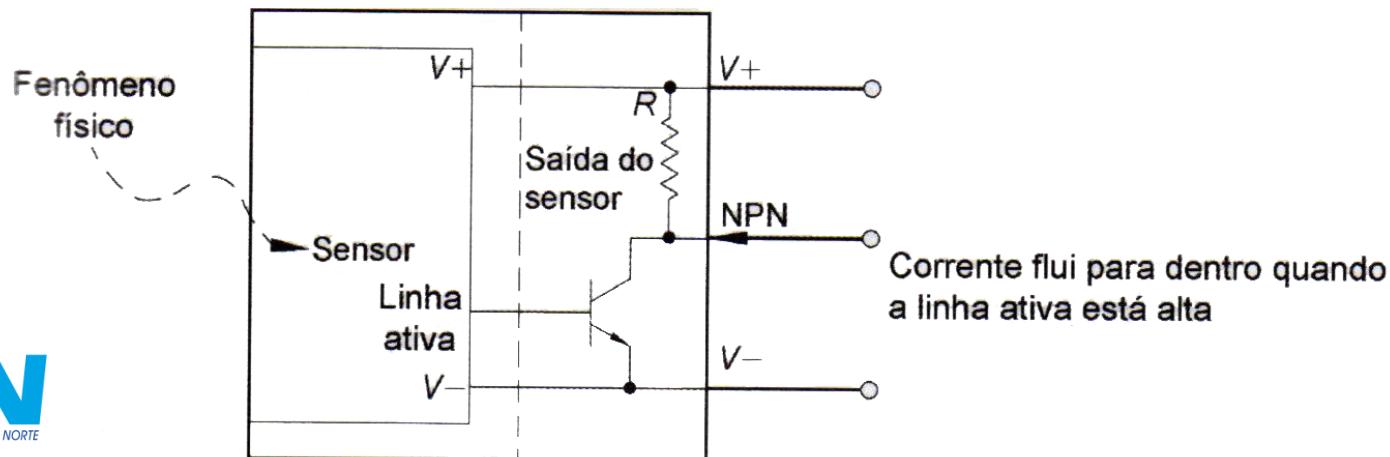 Fenômeno
físico
Sensor
V+
Linha
ativa
V−
R
Saída do
sensor
V+
NPN
V−
Corrente flui para dentro quando
a linha ativa está alta
N
NORTE